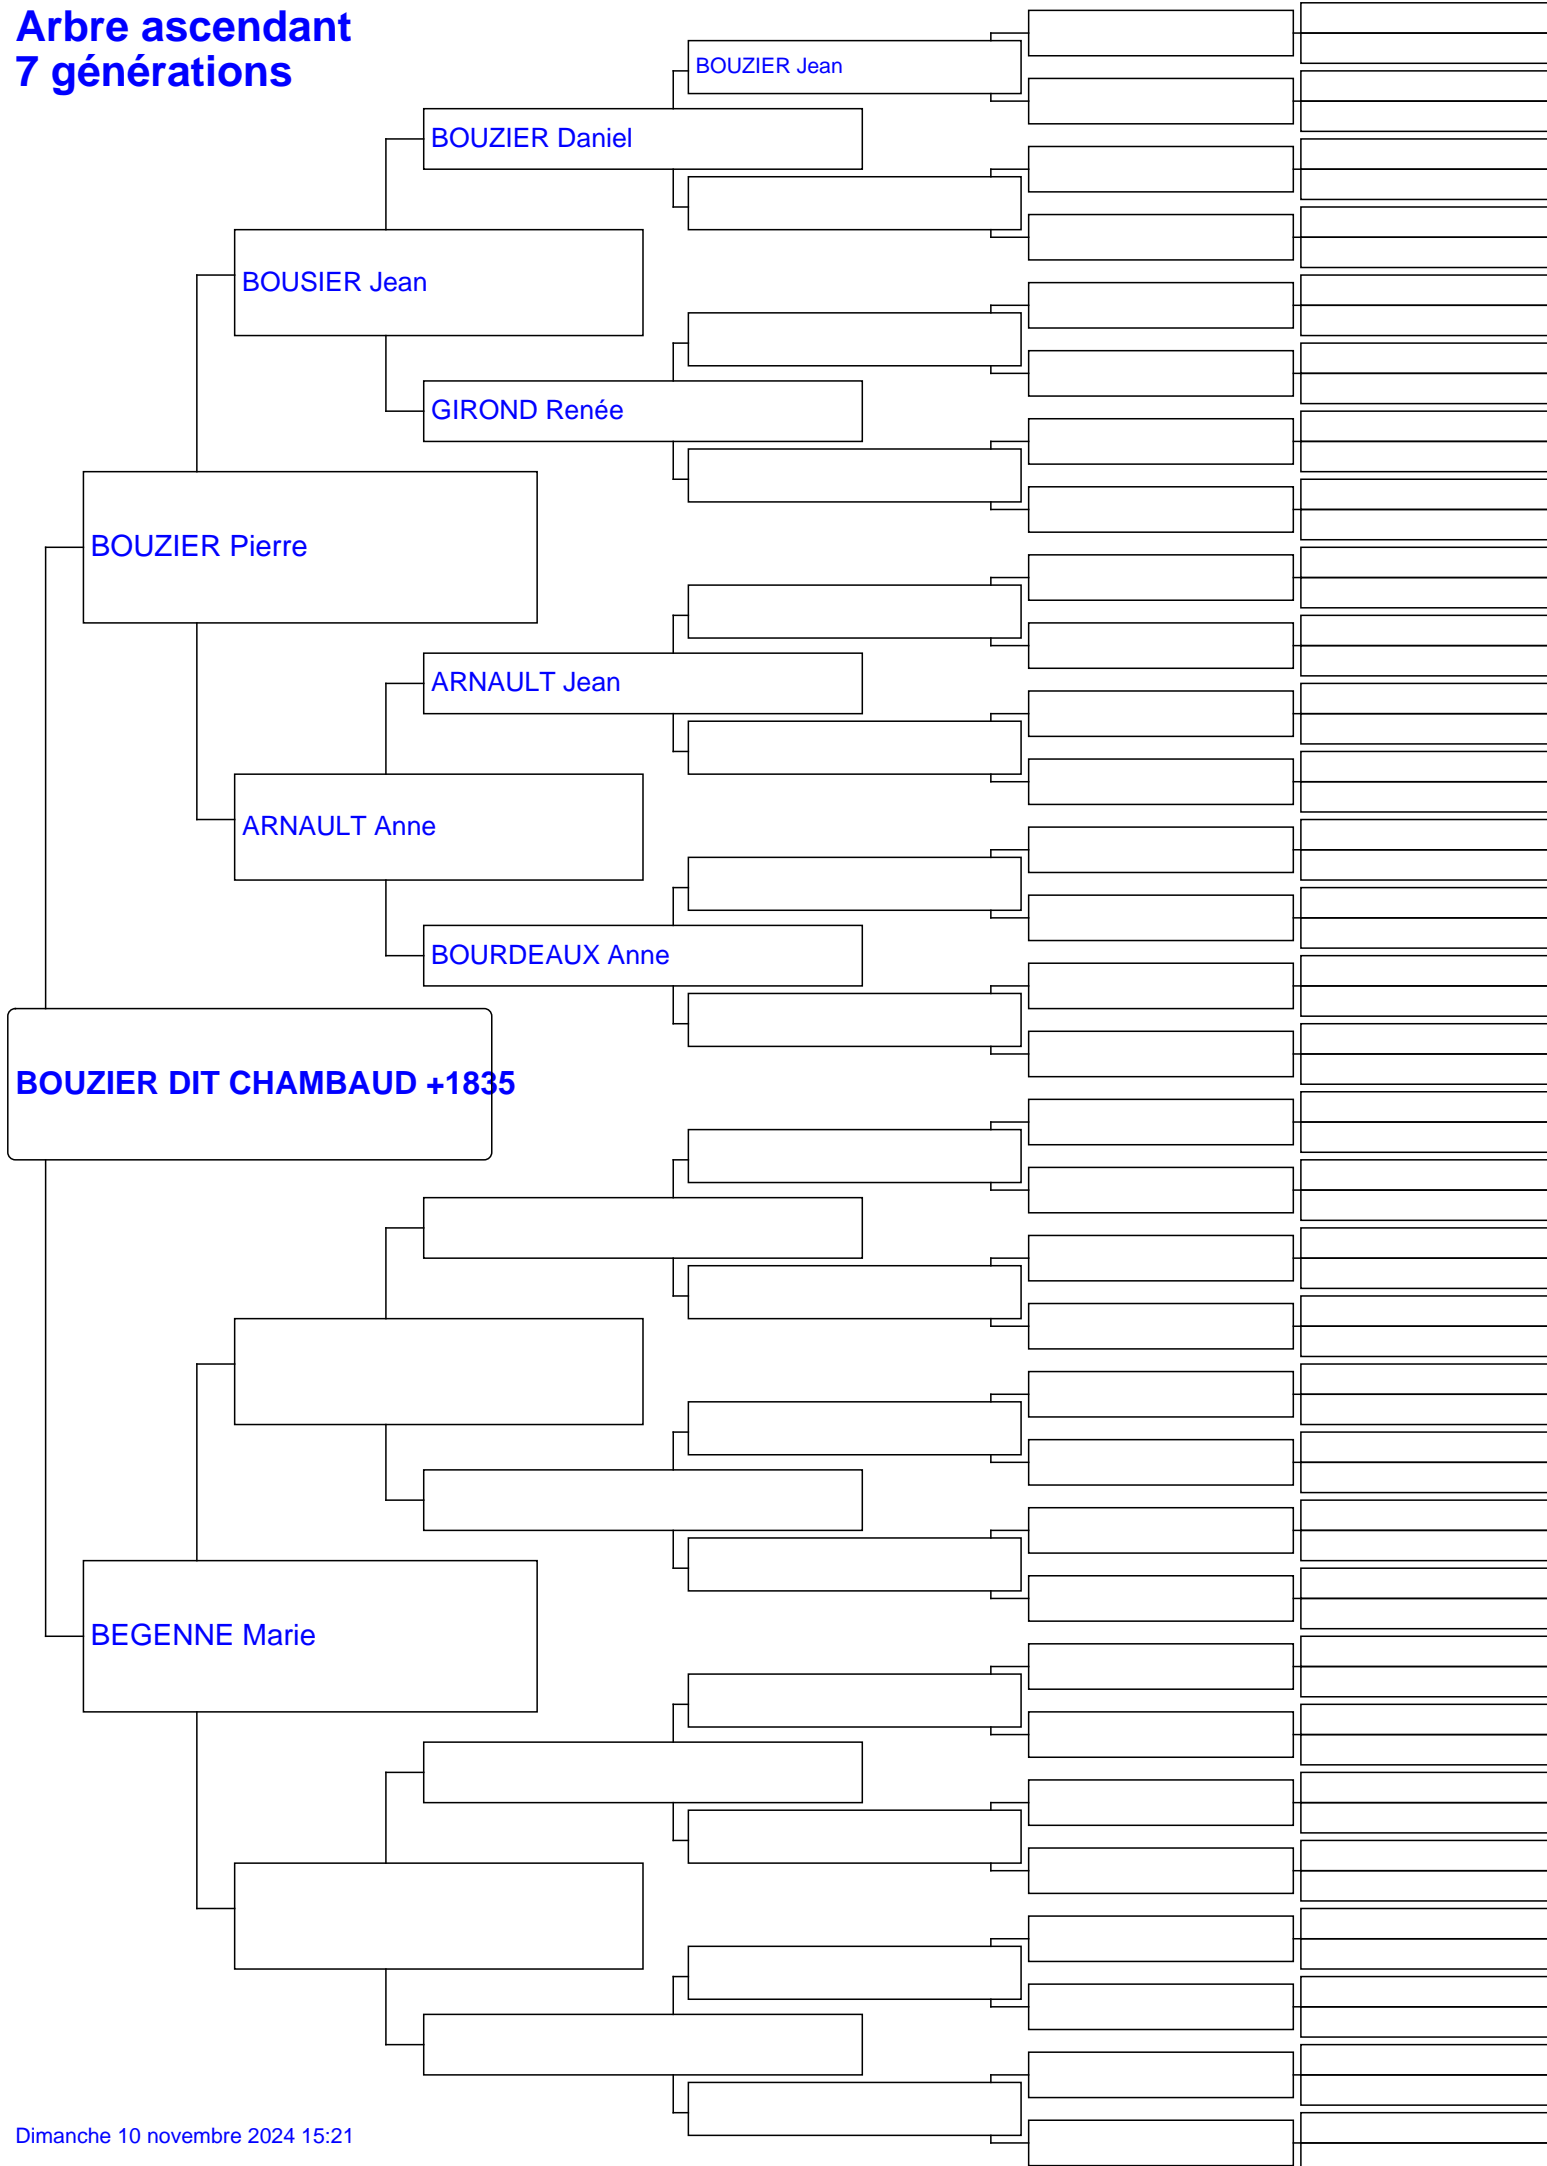 Arbre ascendant
7 générations
BOUZIER Jean
BOUZIER Daniel
BOUSIER Jean
GIROND Renée
BOUZIER Pierre
ARNAULT Jean
ARNAULT Anne
BOURDEAUX Anne
BOUZIER DIT CHAMBAUD +1835
BEGENNE Marie
Dimanche 10 novembre 2024 15:21